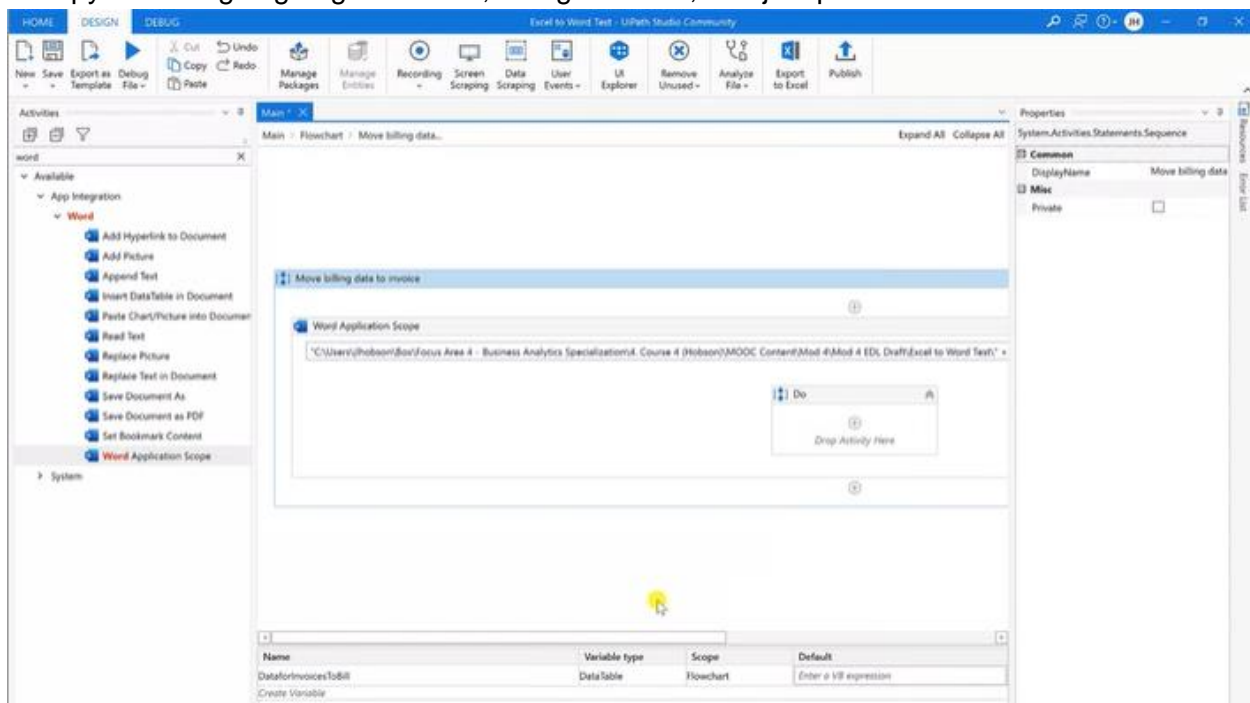 HOME DESIGN DEBUG Excel to Word Test - UiPath Studio Community JH
New Save Export as Template Debug File Cut Copy Paste Undo Redo Manage Packages Manage Entities Recording Screen Scraping Data Scraping User Events UI Explorer Remove Unused Analyze File Export to Excel Publish
Activities
word
Available
App Integration
Word
Add Hyperlink to Document
Add Picture
Append Text
Insert DataTable in Document
Paste Chart/Picture into Documen
Read Text
Replace Picture
Replace Text in Document
Save Document As
Save Document as PDF
Set Bookmark Content
Word Application Scope
System
Main *
Main > Flowchart > Move billing data... Expand All Collapse All
Move billing data to invoice
Word Application Scope
"C:\Users\jlhobson\Box\Focus Area 4 - Business Analytics Specialization\4. Course 4 (Hobson)\MOOC Content\Mod 4\Mod 4 EDL Draft\Excel to Word Test\" +
Do
Drop Activity Here
Name Variable type Scope Default
DataforInvoicesToBill DataTable Flowchart Enter a VB expression
Create Variable
Properties
System.Activities.Statements.Sequence
Common
DisplayName Move billing data
Misc
Private
Resources
Error List